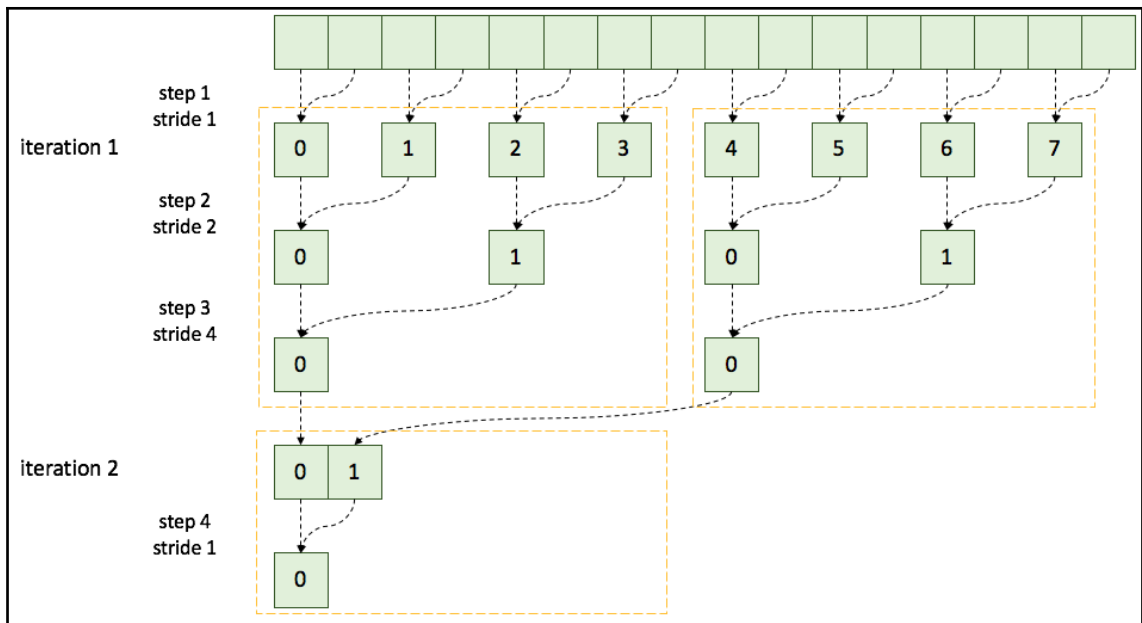 step 1
stride 1
iteration 1
0 1 2 3 4 5 6 7
step 2
stride 2
0 1 0 1
step 3
stride 4
0 0
iteration 2
0 1
step 4
stride 1
0